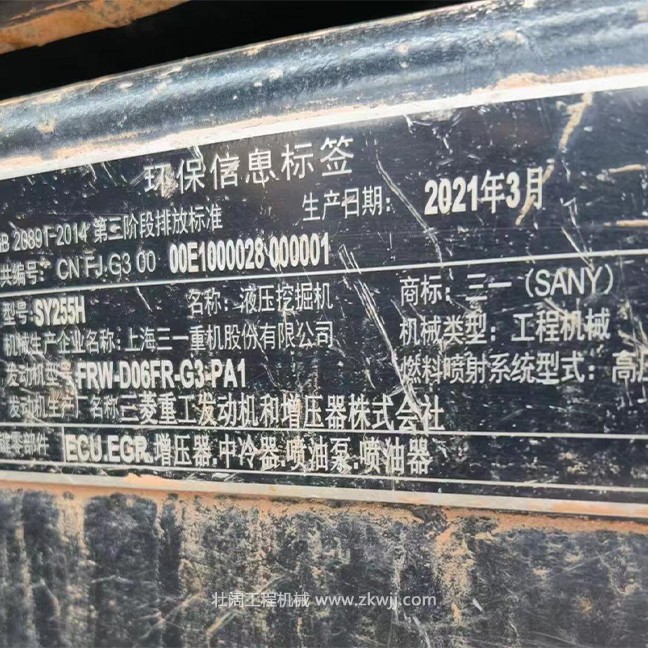 环保信息标签
生产日期: 2021年3月
GB 20891-2014 第三阶段排放标准
编号: CN FJ G3 00 00E1000028 000001
型号: SY255H 名称: 液压挖掘机 商标: 三一 (SANY)
机械生产企业名称: 上海三一重机股份有限公司 机械类型: 工程机械
发动机型号: FRW-D06FR-G3-PA1 燃料喷射系统型式: 高压
发动机生产厂名称: 三菱重工发动机和增压器株式会社
ECU.EGR.增压器.中冷器.喷油泵.喷油器
壮阔工程机械 www.zkwjj.com